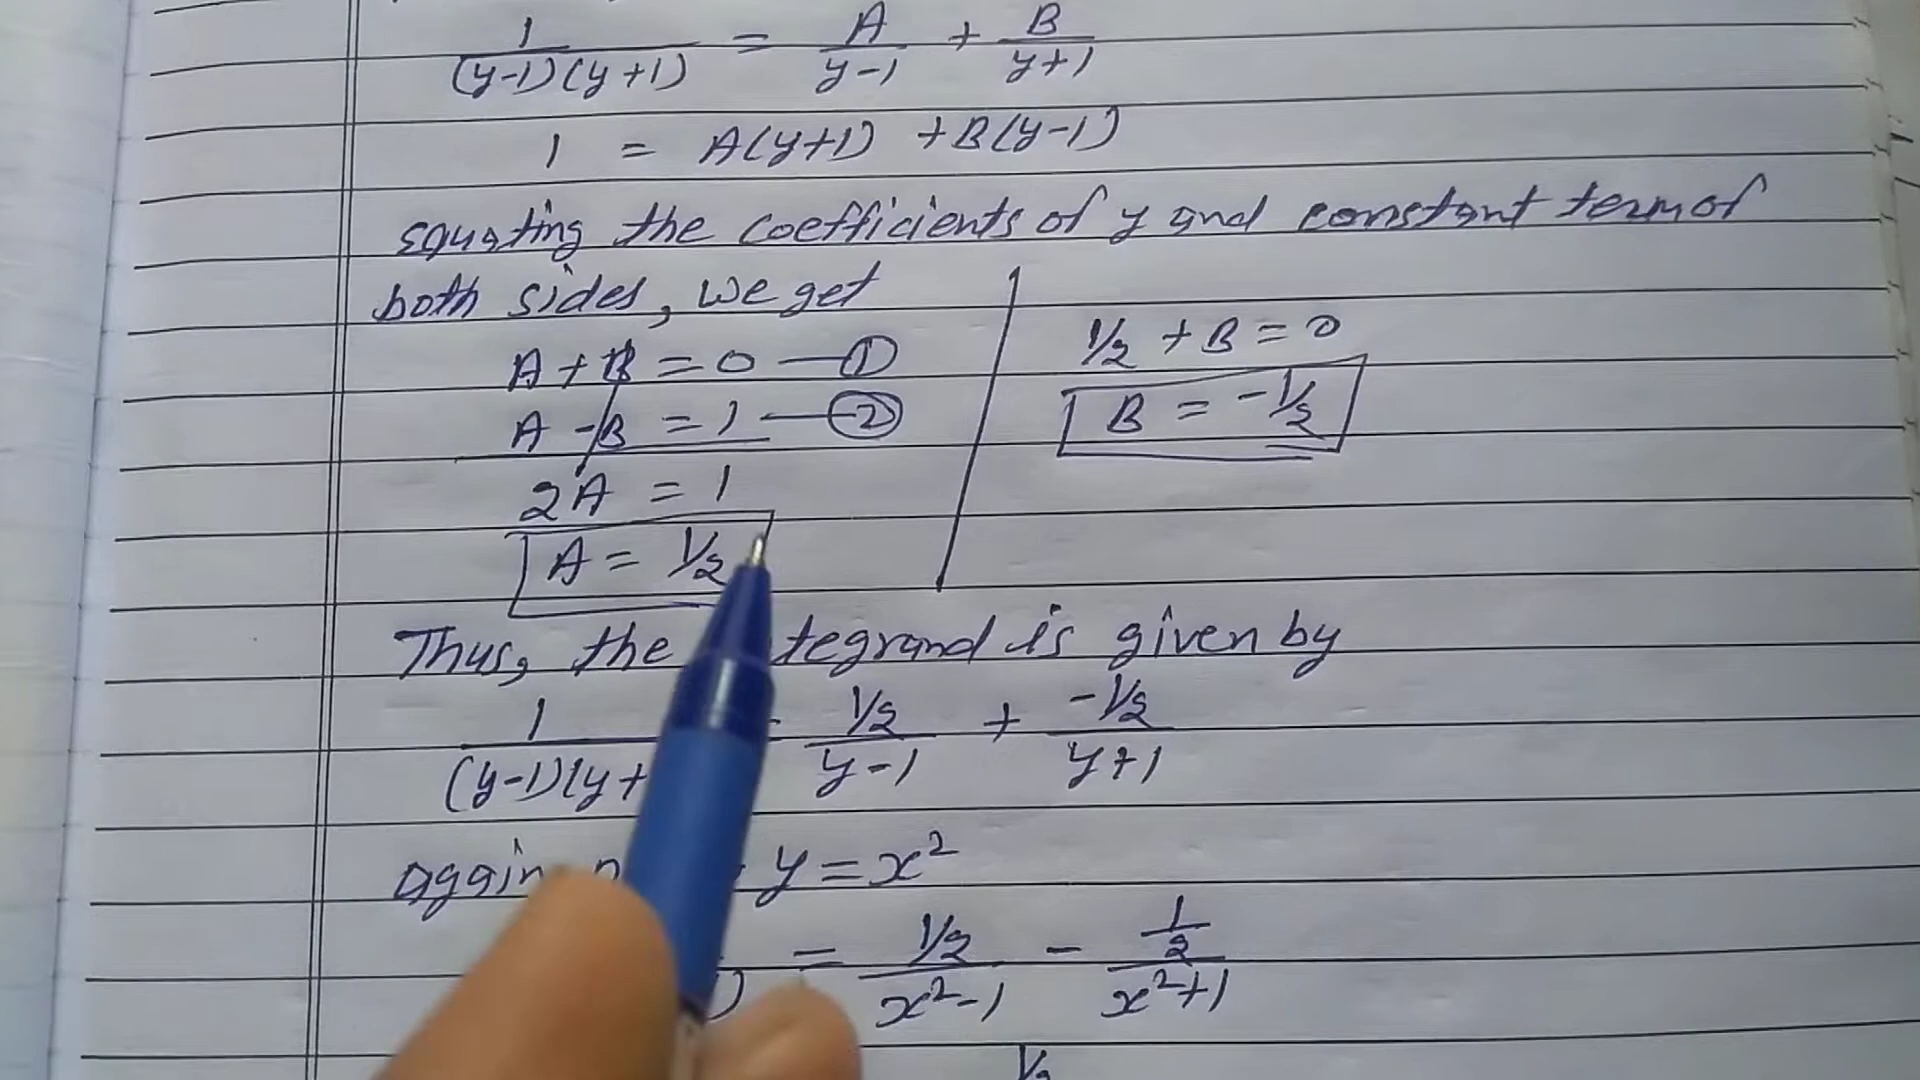 1/((y-1)(y+1)) = A/(y-1) + B/(y+1)
1 = A(y+1) + B(y-1)
equating the coefficients of y and constant term of
both sides, we get
A + B = 0 — ①
A - B = 1 — ②
2A = 1
A = 1/2
1/2 + B = 0
B = -1/2
Thus, the tegrand is given by
1/((y-1)(y+ (1/2)/(y-1) + (-1/2)/(y+1)
again y = x²
) = (1/2)/(x²-1) - (1/2)/(x²+1)